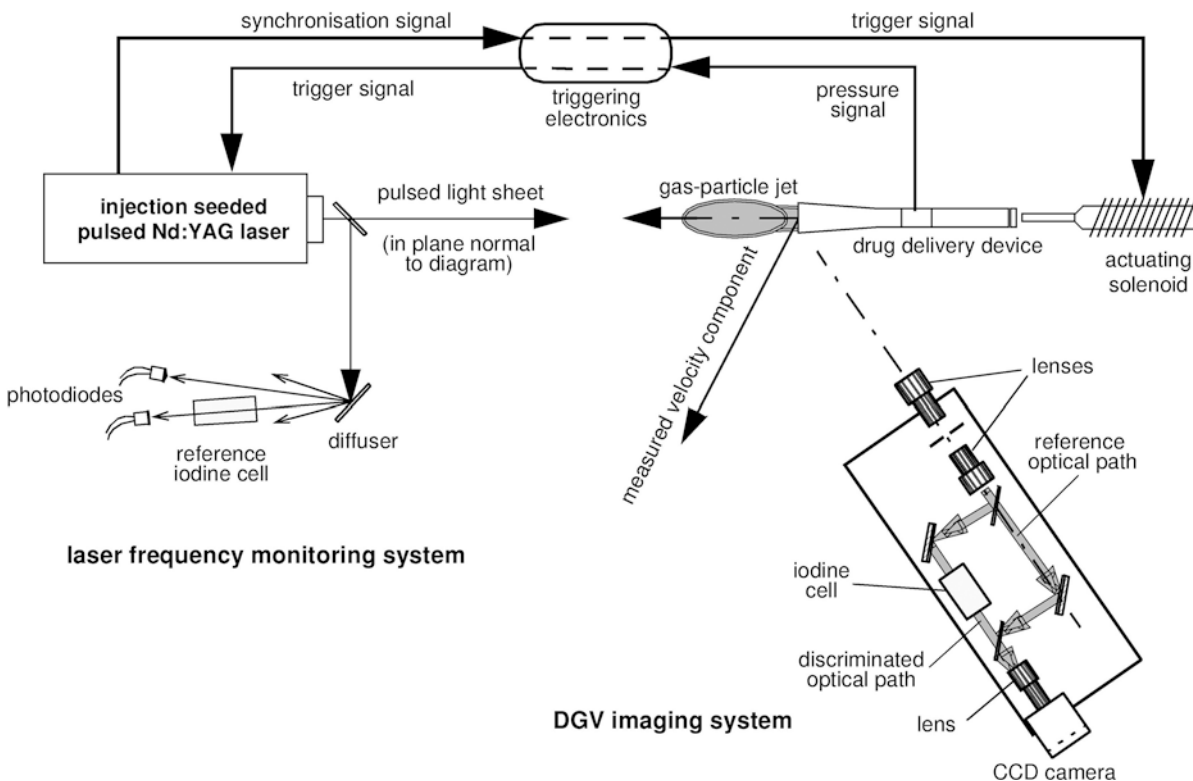 synchronisation signal
trigger signal
trigger signal
triggering
electronics
pressure
signal
injection seeded
pulsed Nd:YAG laser
pulsed light sheet
(in plane normal
to diagram)
gas-particle jet
drug delivery device
actuating
solenoid
measured velocity component
photodiodes
reference
iodine cell
diffuser
lenses
reference
optical path
laser frequency monitoring system
iodine
cell
discriminated
optical path
lens
DGV imaging system
CCD camera